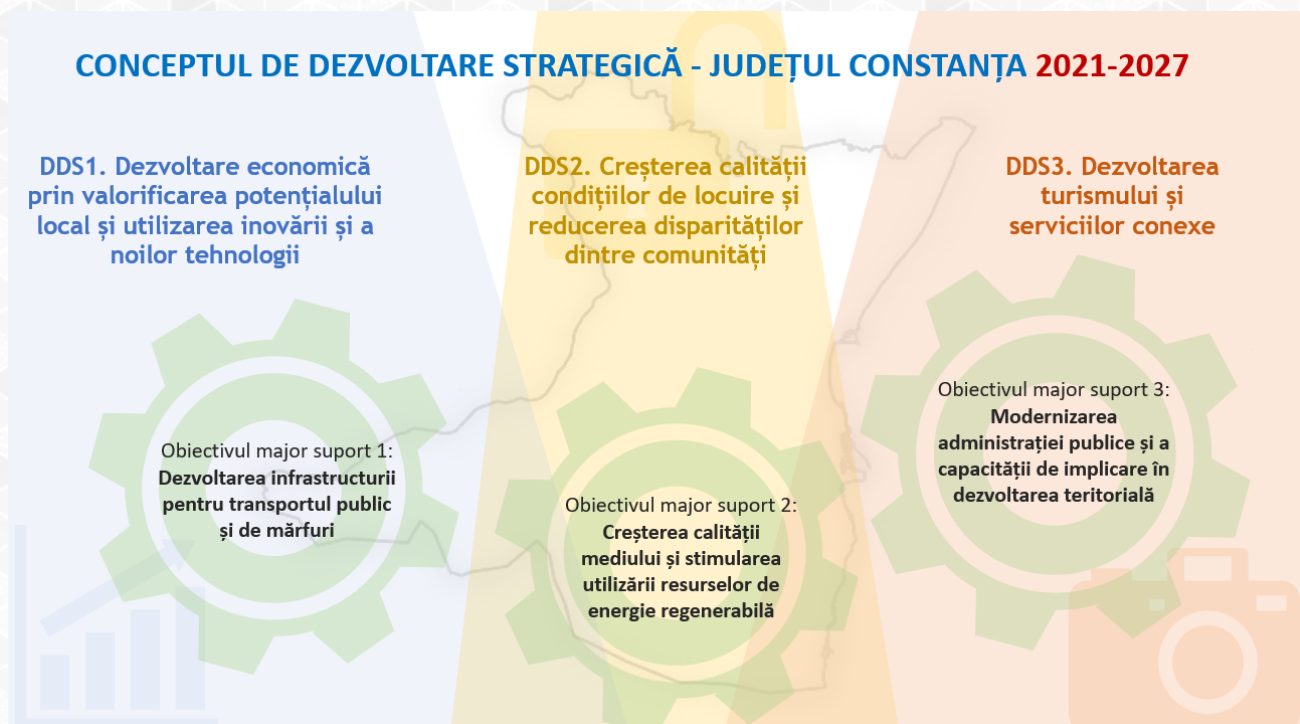 CONCEPTUL DE DEZVOLTARE STRATEGICĂ - JUDEȚUL CONSTANȚA 2021-2027
DDS1. Dezvoltare economică
prin valorificarea potențialului
local și utilizarea inovării și a
noilor tehnologii
DDS2. Creșterea calității
condițiilor de locuire și
reducerea disparităților
dintre comunități
DDS3. Dezvoltarea
turismului și
serviciilor conexe
Obiectivul major suport 1:
Dezvoltarea infrastructurii
pentru transportul public
și de mărfuri
Obiectivul major suport 2:
Creșterea calității
mediului și stimularea
utilizării resurselor de
energie regenerabilă
Obiectivul major suport 3:
Modernizarea
administrației publice și a
capacității de implicare în
dezvoltarea teritorială